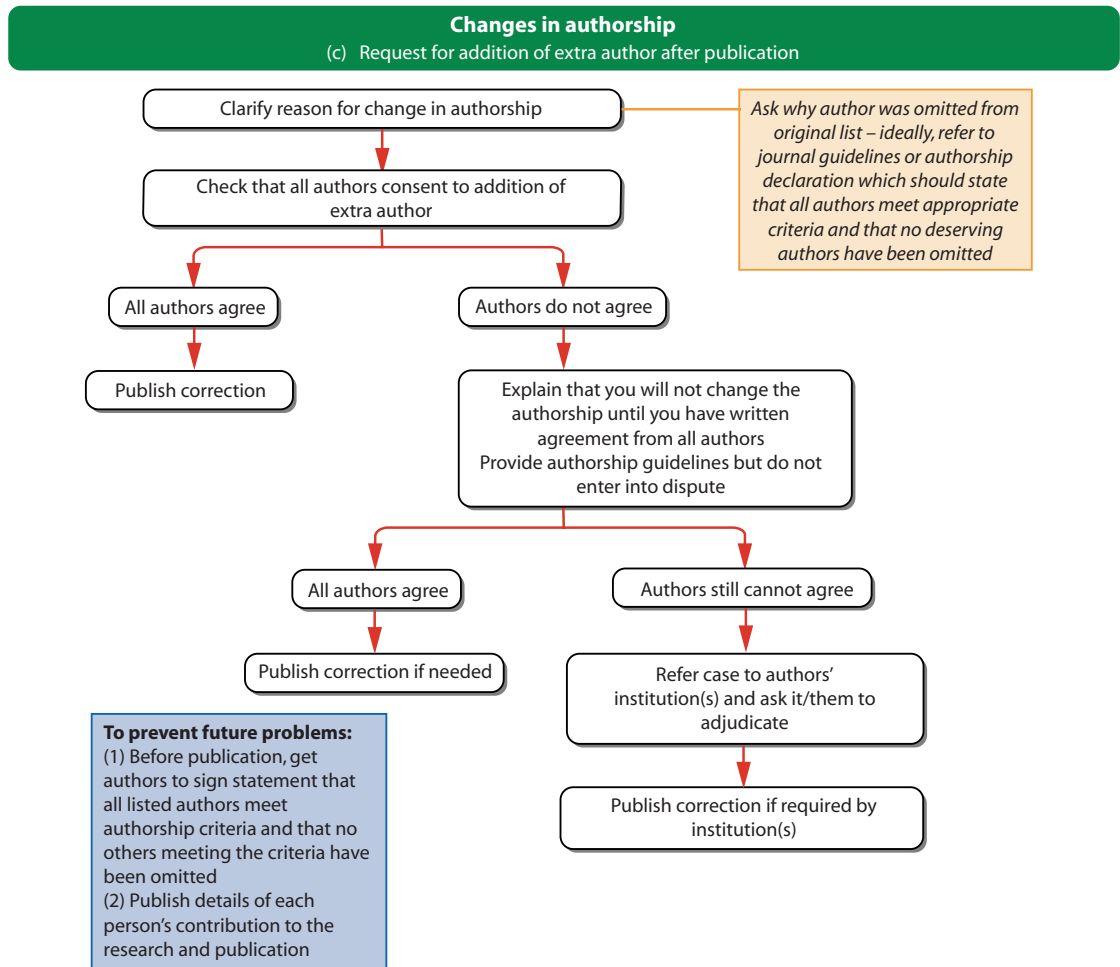 Changes in authorship
(c) Request for addition of extra author after publication
Clarify reason for change in authorship
Ask why author was omitted from
original list – ideally, refer to
journal guidelines or authorship
declaration which should state
that all authors meet appropriate
criteria and that no deserving
authors have been omitted
Check that all authors consent to addition of
extra author
All authors agree
Authors do not agree
Publish correction
Explain that you will not change the
authorship until you have written
agreement from all authors
Provide authorship guidelines but do not
enter into dispute
All authors agree
Authors still cannot agree
Publish correction if needed
Refer case to authors’
institution(s) and ask it/them to
adjudicate
Publish correction if required by
institution(s)
To prevent future problems:
(1) Before publication, get
authors to sign statement that
all listed authors meet
authorship criteria and that no
others meeting the criteria have
been omitted
(2) Publish details of each
person’s contribution to the
research and publication